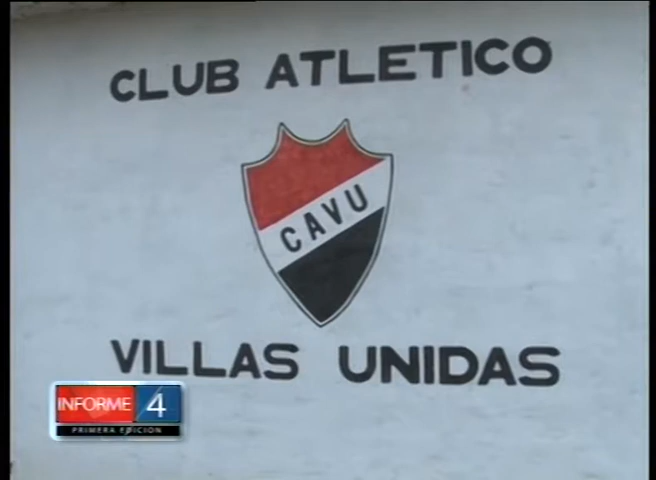 CLUB ATLETICO
CAVU
VILLAS UNIDAS
INFORME 4
PRIMERA EDICION